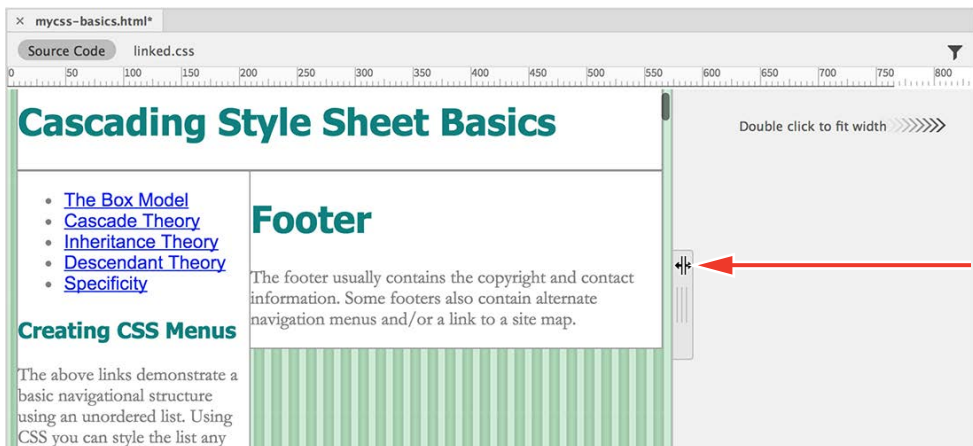 × mycss-basics.html*
Source Code linked.css
0 50 100 150 200 250 300 350 400 450 500 550 600 650 700 750 800
Cascading Style Sheet Basics
Double click to fit width
• The Box Model
• Cascade Theory
• Inheritance Theory
• Descendant Theory
• Specificity
Creating CSS Menus
The above links demonstrate a
basic navigational structure
using an unordered list. Using
CSS you can style the list any
Footer
The footer usually contains the copyright and contact
information. Some footers also contain alternate
navigation menus and/or a link to a site map.